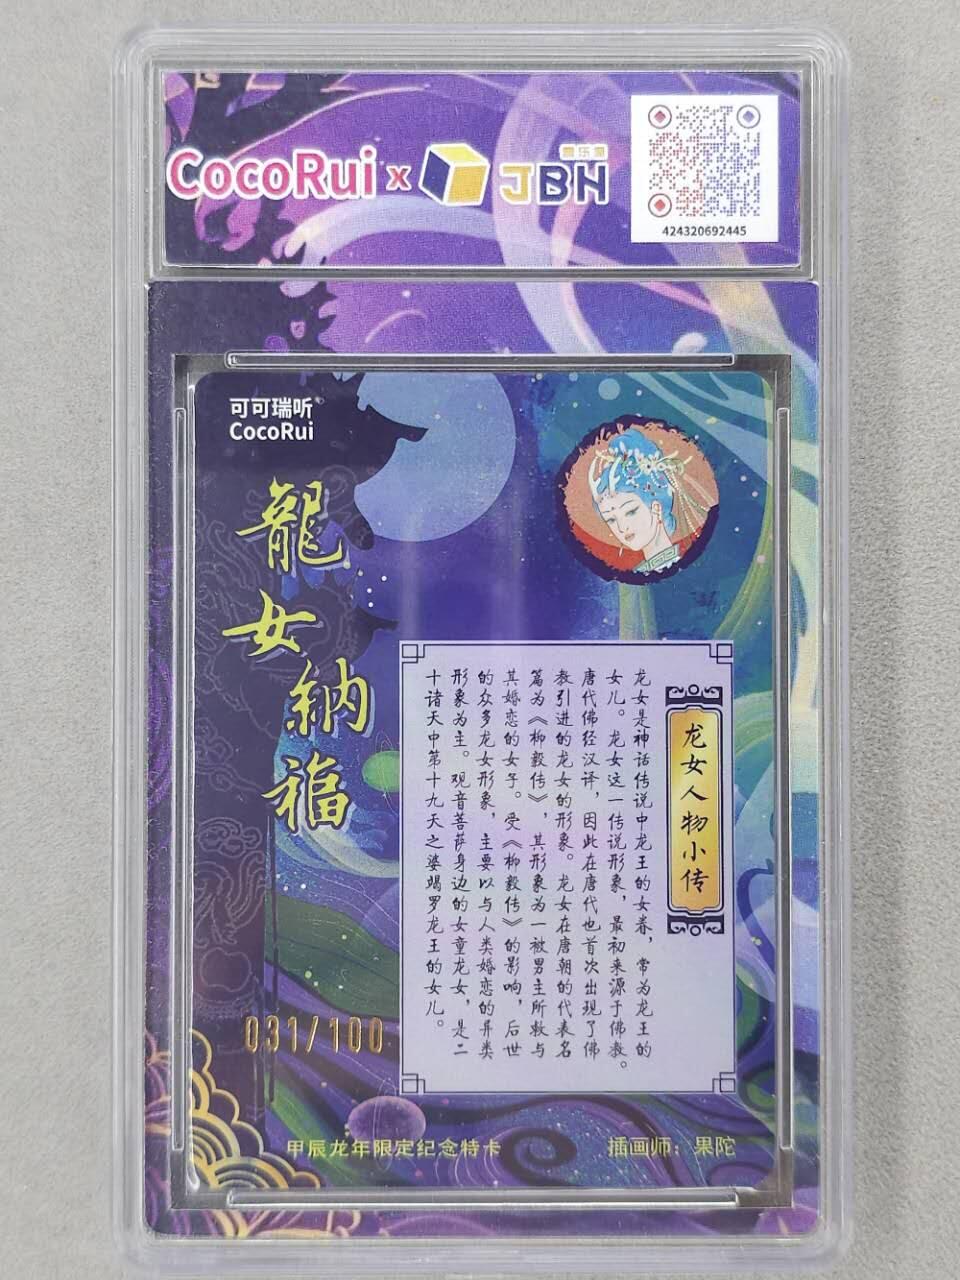 CocoRui x 集乐堡 JBH
424320692445
可可瑞听
CocoRui
龍女納福
龙女人物小传
龙女是神话传说中龙王的女眷，常为龙王的
女儿。龙女这一传说形象，最初来源于佛教。
唐代佛经汉译，因此在唐代也首次出现了佛
教引进的龙女的形象。龙女在唐朝的代表名
篇为《柳毅传》，其形象为一被男主所救与
其婚恋的女子。受《柳毅传》的影响，后世
的众多龙女形象，主要以与人类婚恋的异类
形象为主。观音菩萨身边的女童龙女，是二
十诸天中第十九天之婆竭罗龙王的女儿。
031/100
甲辰龙年限定纪念特卡
插画师：果陀